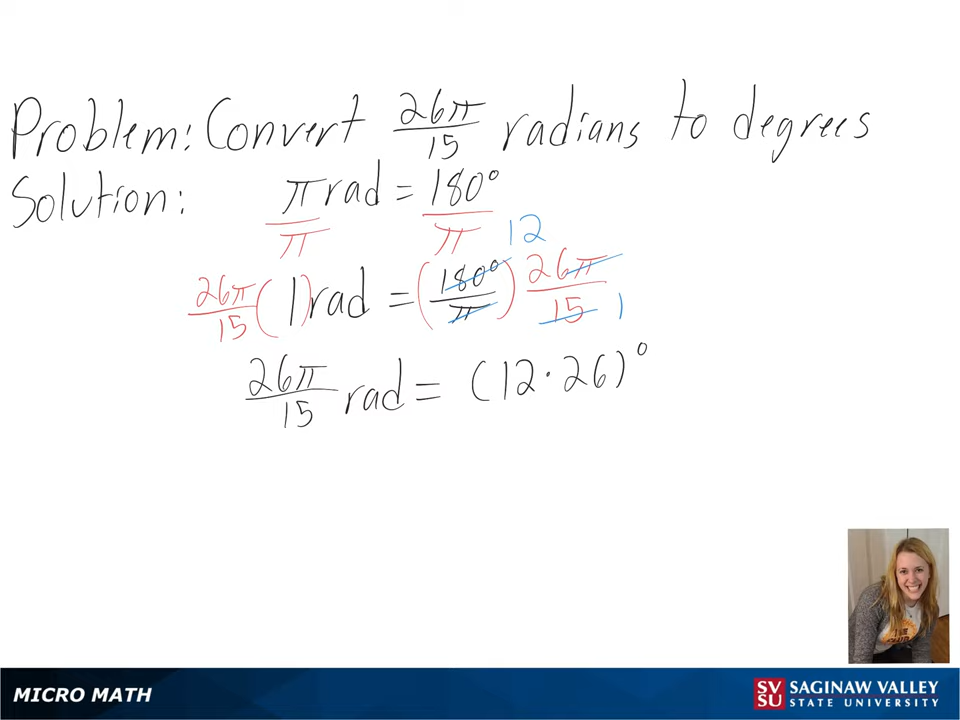 Problem: Convert 26π/15 radians to degrees
Solution: π rad = 180°
π π 12
26π/15 (1) rad = (180°/π) 26π/15 1
26π/15 rad = (12·26)°
MICRO MATH
SVSU SAGINAW VALLEY
STATE UNIVERSITY